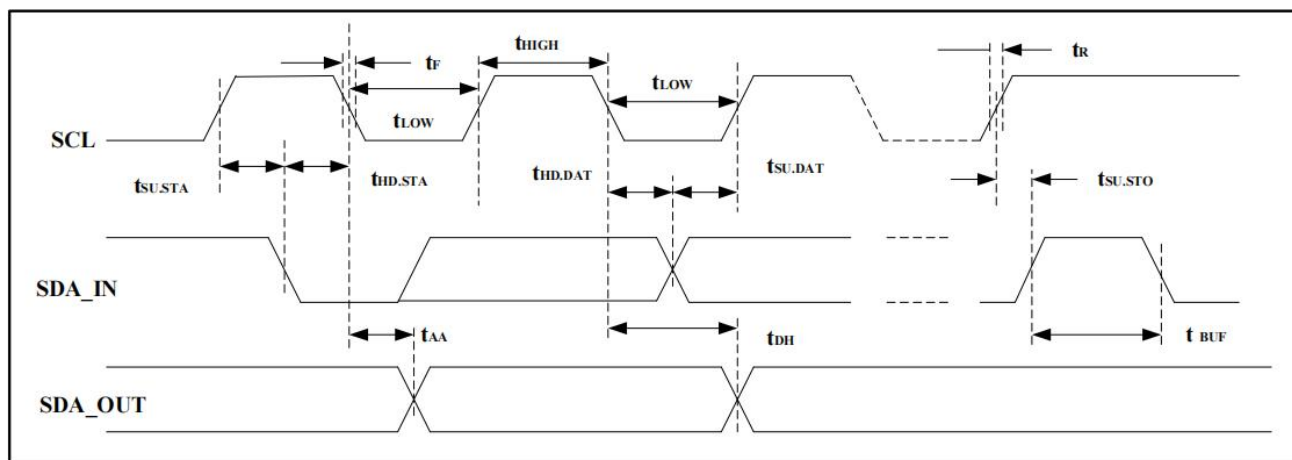 tHIGH
tR
tF
tLOW
tLOW
SCL
tSU.STA
tHD.STA
tHD.DAT
tSU.DAT
tSU.STO
SDA_IN
tAA
tDH
t BUF
SDA_OUT